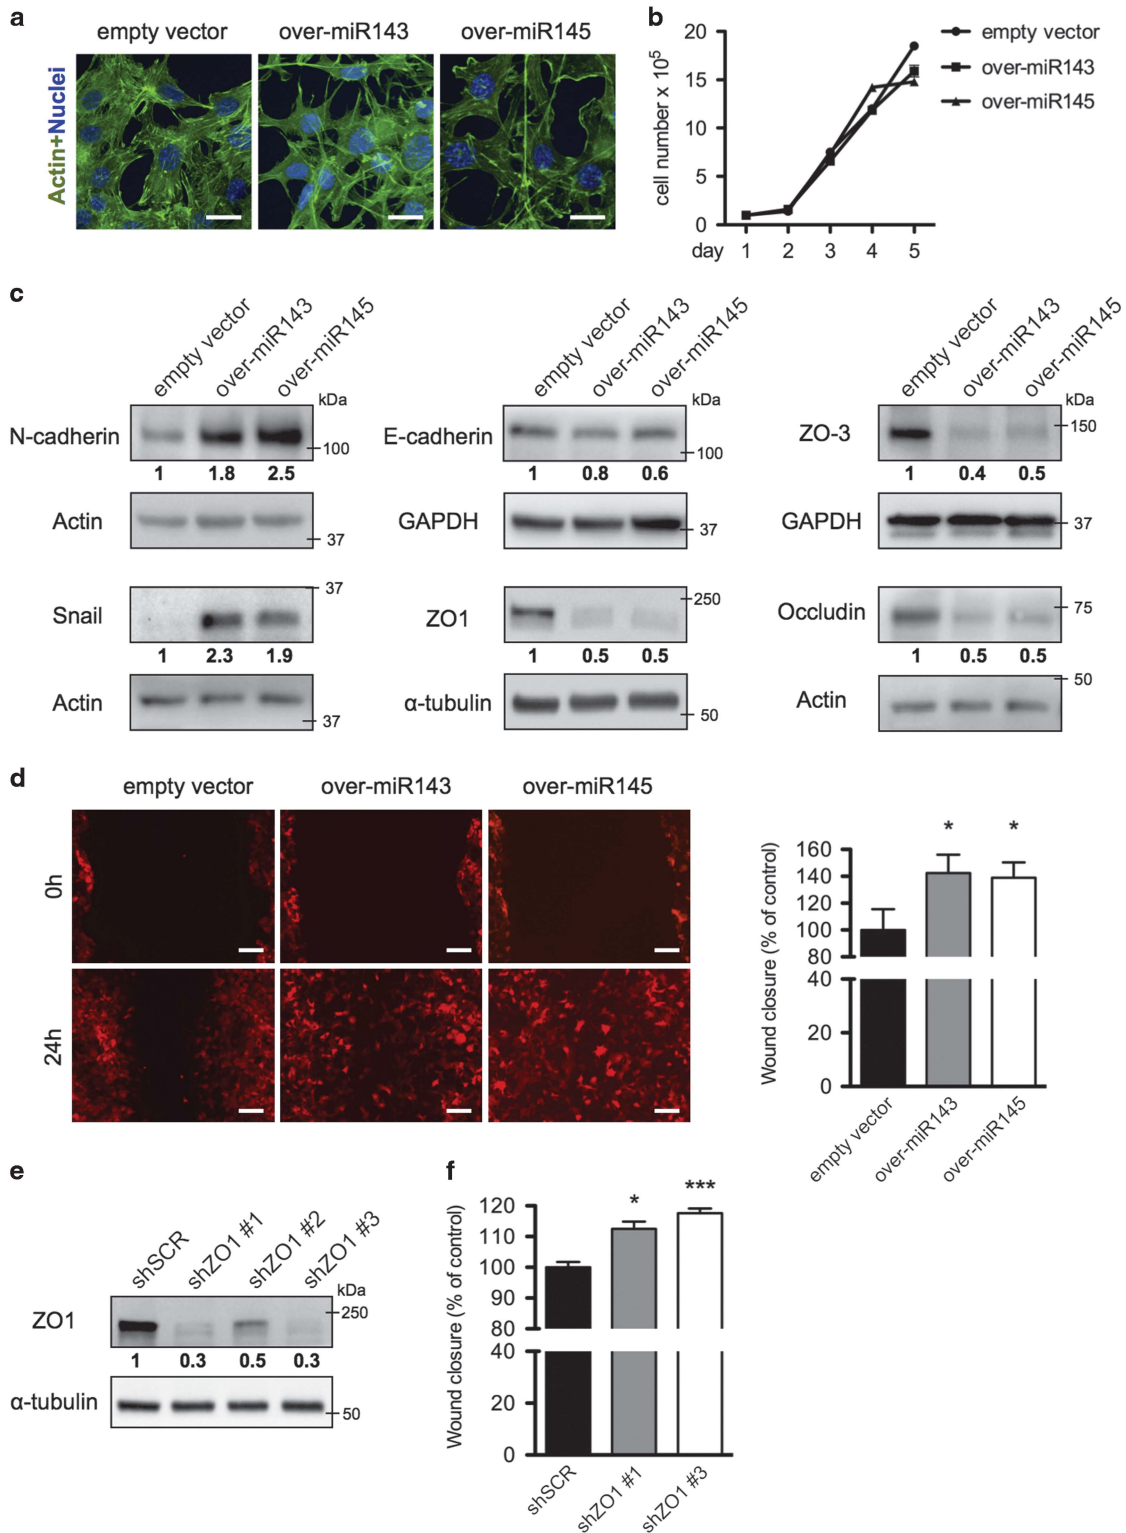 a
empty vector over-miR143 over-miR145
Actin+Nuclei
b
cell number x 10⁵
20
15
10
5
0
day 1 2 3 4 5
empty vector
over-miR143
over-miR145
c
empty vector over-miR143 over-miR145
kDa
N-cadherin
100
1 1.8 2.5
Actin
37
Snail
37
1 2.3 1.9
Actin
37
empty vector over-miR143 over-miR145
kDa
E-cadherin
100
1 0.8 0.6
GAPDH
37
ZO1
250
1 0.5 0.5
α-tubulin
50
empty vector over-miR143 over-miR145
kDa
ZO-3
150
1 0.4 0.5
GAPDH
37
Occludin
75
1 0.5 0.5
Actin
50
d
empty vector over-miR143 over-miR145
0h
24h
Wound closure (% of control)
* *
160
140
120
100
80
40
20
0
empty vector over-miR143 over-miR145
e
shSCR shZO1 #1 shZO1 #2 shZO1 #3
kDa
ZO1
250
1 0.3 0.5 0.3
α-tubulin
50
f
Wound closure (% of control)
* ***
120
110
100
90
80
40
20
0
shSCR shZO1 #1 shZO1 #3